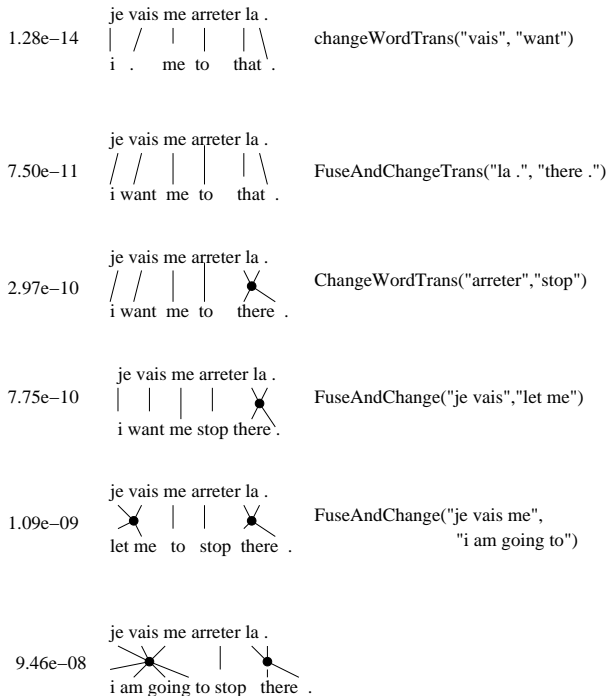 je vais me arreter la .
1.28e−14 changeWordTrans("vais", "want")
i . me to that .
je vais me arreter la .
7.50e−11 FuseAndChangeTrans("la .", "there .")
i want me to that .
je vais me arreter la .
2.97e−10 ChangeWordTrans("arreter","stop")
i want me to there .
je vais me arreter la .
7.75e−10 FuseAndChange("je vais","let me")
i want me stop there .
je vais me arreter la .
1.09e−09 FuseAndChange("je vais me",
"i am going to")
let me to stop there .
je vais me arreter la .
9.46e−08
i am going to stop there .